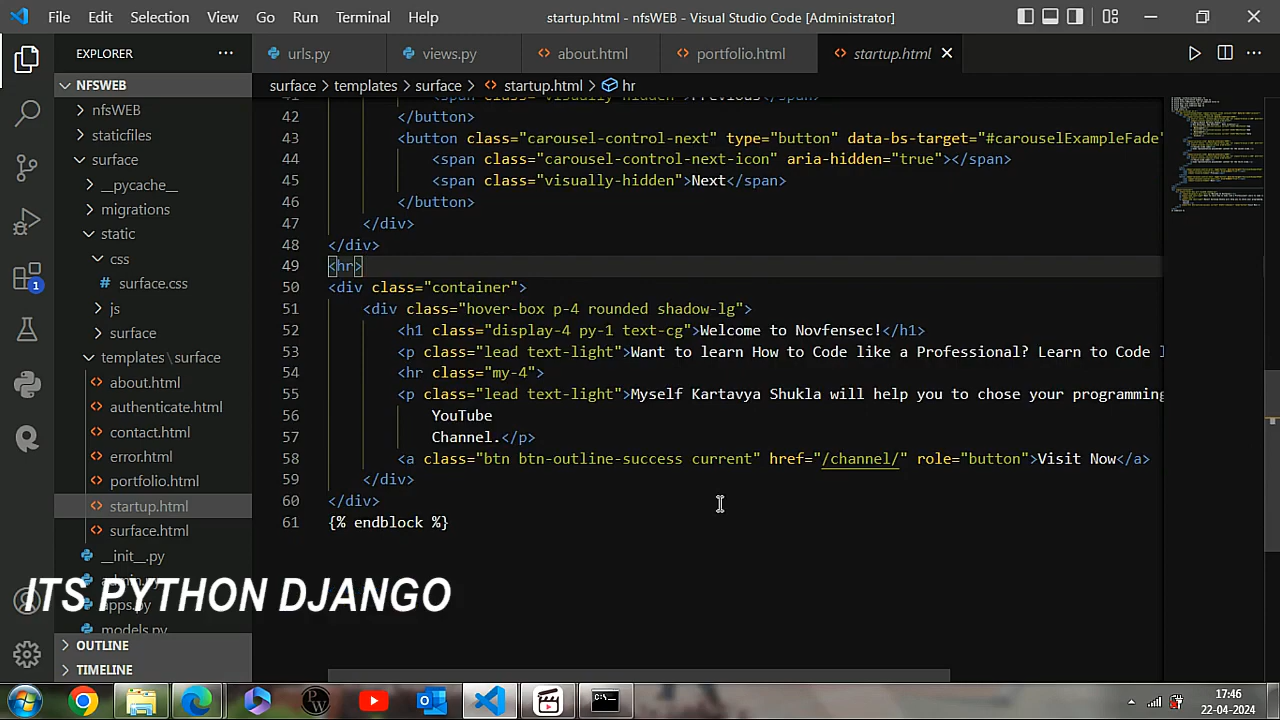 File Edit Selection View Go Run Terminal Help startup.html - nfsWEB - Visual Studio Code [Administrator]
EXPLORER
urls.py views.py about.html portfolio.html startup.html
NFSWEB
surface templates surface startup.html hr
nfsWEB
staticfiles
surface
__pycache__
migrations
static
css
surface.css
js
surface
templates\surface
about.html
authenticate.html
contact.html
error.html
portfolio.html
startup.html
surface.html
__init__.py
apps.py
models.py
OUTLINE
TIMELINE
1
42 </button>
43 <button class="carousel-control-next" type="button" data-bs-target="#carouselExampleFade
44 <span class="carousel-control-next-icon" aria-hidden="true"></span>
45 <span class="visually-hidden">Next</span>
46 </button>
47 </div>
48 </div>
49 <hr>
50 <div class="container">
51 <div class="hover-box p-4 rounded shadow-lg">
52 <h1 class="display-4 py-1 text-cg">Welcome to Novfensec!</h1>
53 <p class="lead text-light">Want to learn How to Code like a Professional? Learn to Code
54 <hr class="my-4">
55 <p class="lead text-light">Myself Kartavya Shukla will help you to chose your programming
56 YouTube
57 Channel.</p>
58 <a class="btn btn-outline-success current" href="/channel/" role="button">Visit Now</a>
59 </div>
60 </div>
61 {% endblock %}
ITS PYTHON DJANGO
17:46
22-04-2024